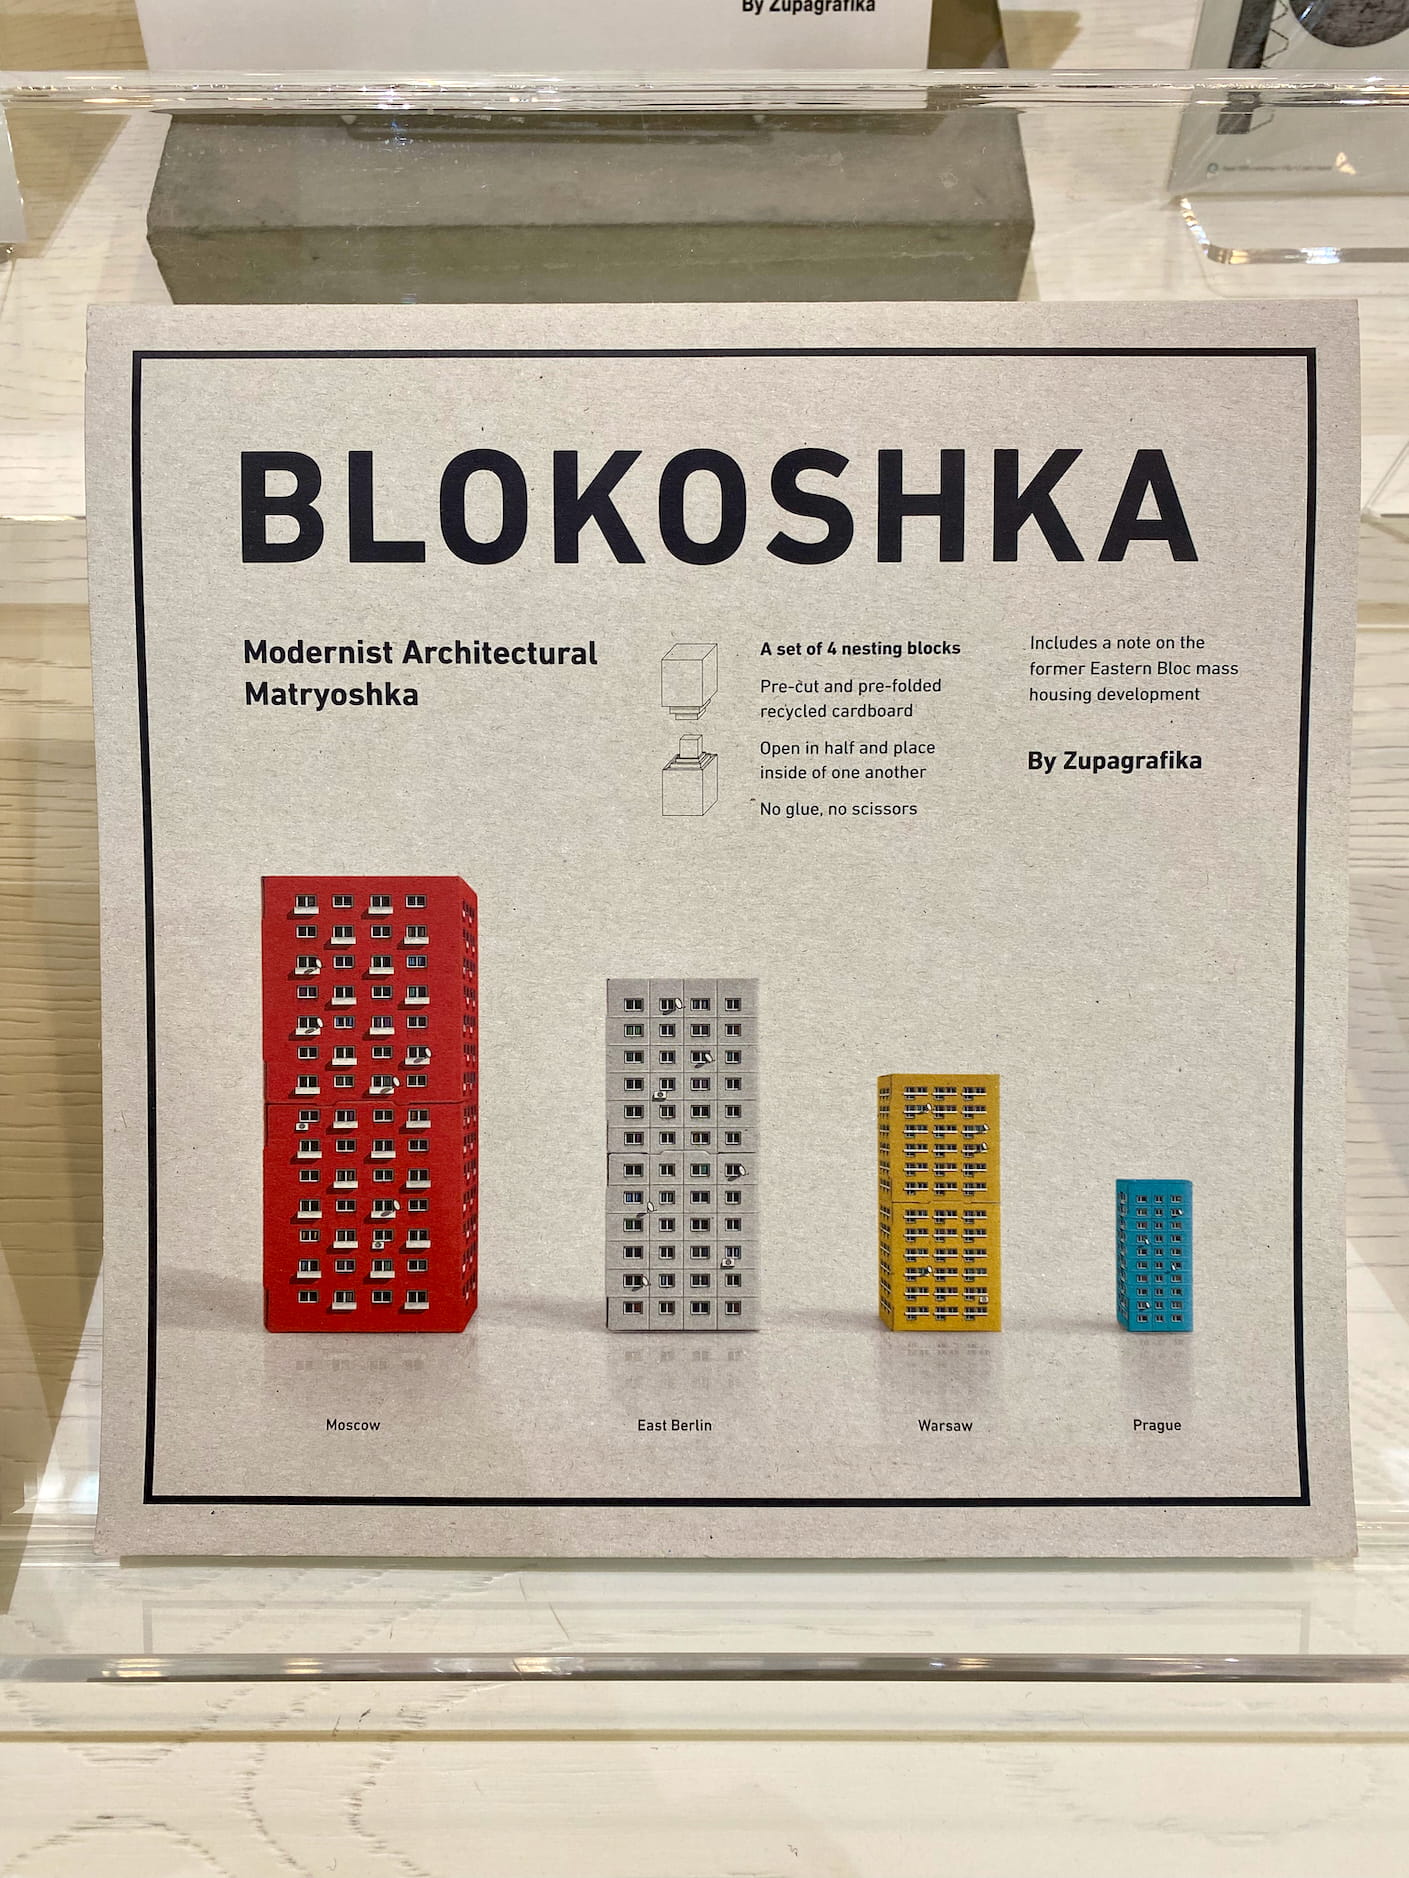 By Zupagrafika
BLOKOSHKA
Modernist Architectural
Matryoshka
A set of 4 nesting blocks
Pre-cut and pre-folded
recycled cardboard
Open in half and place
inside of one another
No glue, no scissors
Includes a note on the
former Eastern Bloc mass
housing development
By Zupagrafika
Moscow
East Berlin
Warsaw
Prague